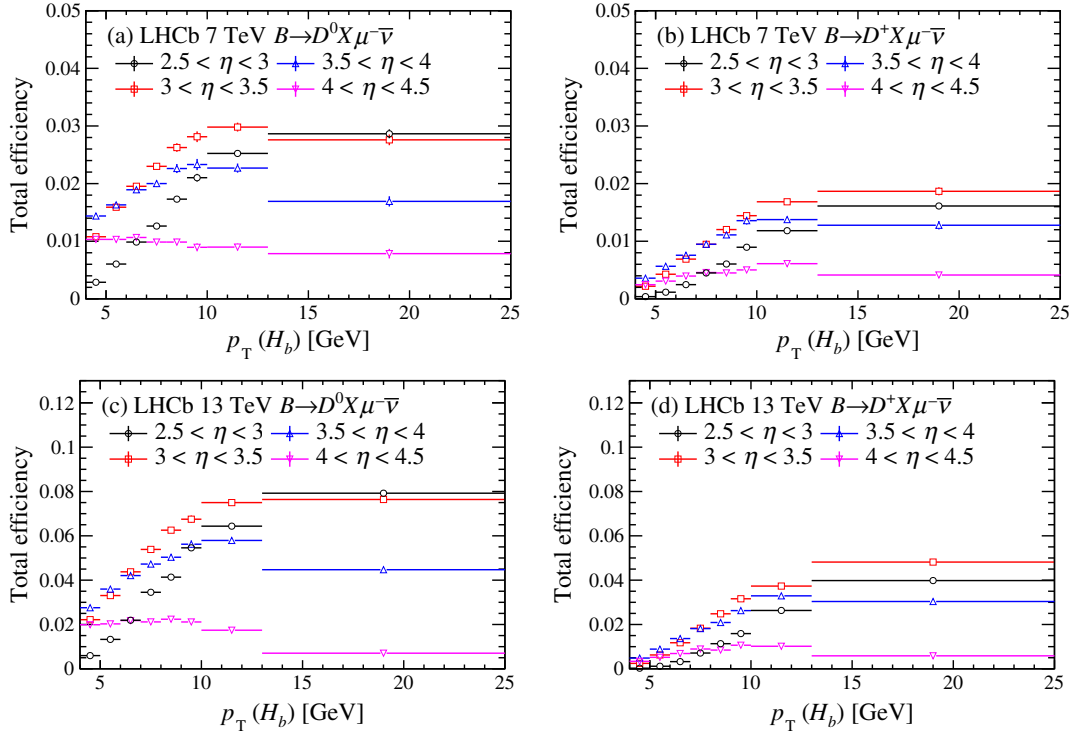 (a) LHCb 7 TeV B→D⁰Xμ⁻ν̅
2.5 < η < 3
3.5 < η < 4
3 < η < 3.5
4 < η < 4.5
Total efficiency
0.05
0.04
0.03
0.02
0.01
0
5 10 15 20 25
p_T (H_b) [GeV]
(b) LHCb 7 TeV B→D⁺Xμ⁻ν̅
2.5 < η < 3
3.5 < η < 4
3 < η < 3.5
4 < η < 4.5
Total efficiency
0.05
0.04
0.03
0.02
0.01
0
5 10 15 20 25
p_T (H_b) [GeV]
(c) LHCb 13 TeV B→D⁰Xμ⁻ν̅
2.5 < η < 3
3.5 < η < 4
3 < η < 3.5
4 < η < 4.5
Total efficiency
0.12
0.1
0.08
0.06
0.04
0.02
0
5 10 15 20 25
p_T (H_b) [GeV]
(d) LHCb 13 TeV B→D⁺Xμ⁻ν̅
2.5 < η < 3
3.5 < η < 4
3 < η < 3.5
4 < η < 4.5
Total efficiency
0.12
0.1
0.08
0.06
0.04
0.02
0
5 10 15 20 25
p_T (H_b) [GeV]